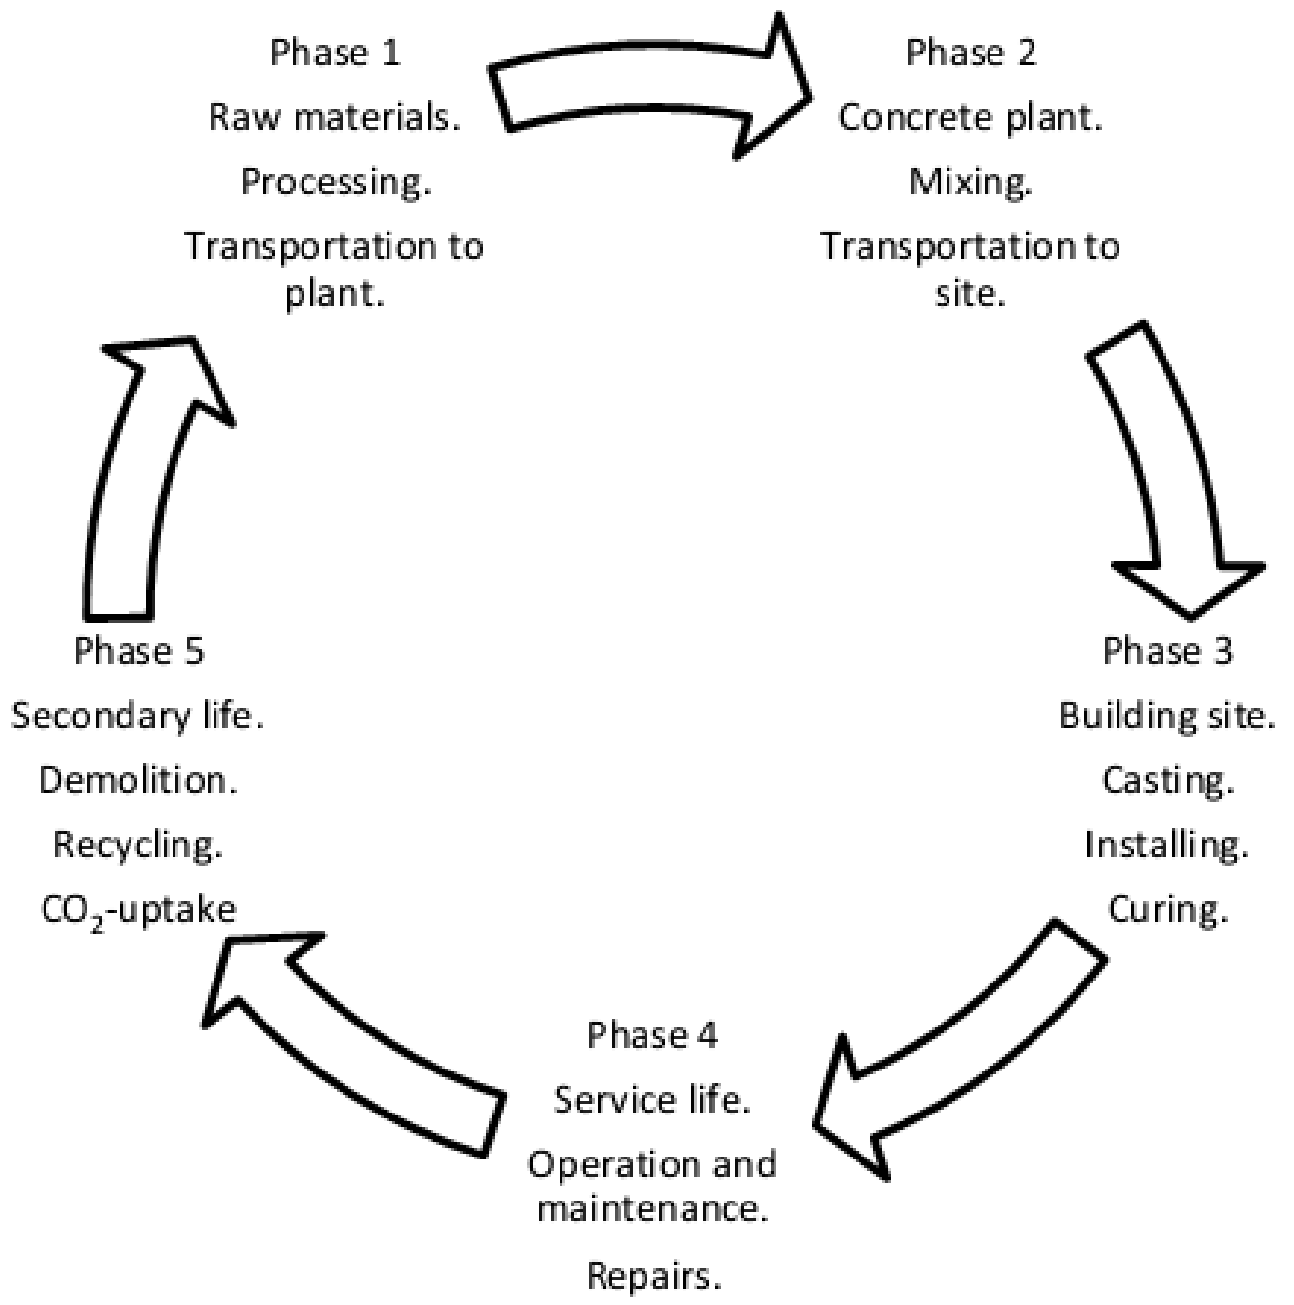 Phase 1
Raw materials.
Processing.
Transportation to
plant.
Phase 2
Concrete plant.
Mixing.
Transportation to
site.
Phase 3
Building site.
Casting.
Installing.
Curing.
Phase 4
Service life.
Operation and
maintenance.
Repairs.
Phase 5
Secondary life.
Demolition.
Recycling.
CO₂-uptake